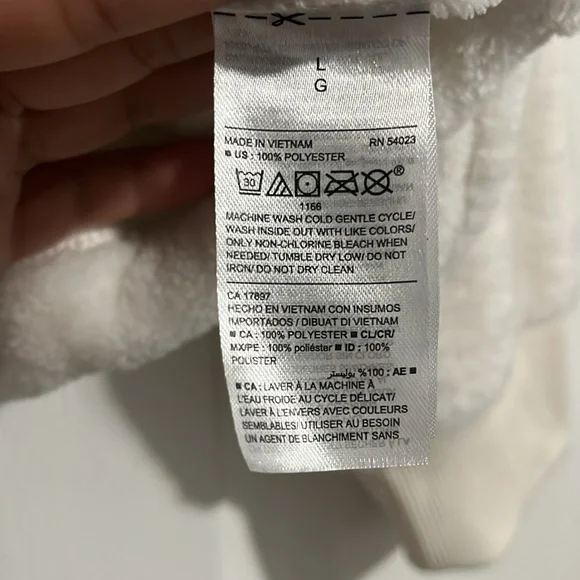 L
G
MADE IN VIETNAM RN 54023
■ US : 100% POLYESTER
30 ®
1166
MACHINE WASH COLD GENTLE CYCLE/
WASH INSIDE OUT WITH LIKE COLORS/
ONLY NON-CHLORINE BLEACH WHEN
NEEDED/ TUMBLE DRY LOW/ DO NOT
IRON/ DO NOT DRY CLEAN
CA 17897
HECHO EN VIETNAM CON INSUMOS
IMPORTADOS / DIBUAT DI VIETNAM
■ CA : 100% POLYESTER ■ CL/CR/
MX/PE : 100% poliéster ■ ID : 100%
POLISTER
■ AE : 100% بوليستر
■ CA : LAVER À LA MACHINE À
L'EAU FROIDE AU CYCLE DÉLICAT/
LAVER À L'ENVERS AVEC COULEURS
SEMBLABLES/ UTILISER AU BESOIN
UN AGENT DE BLANCHIMENT SANS